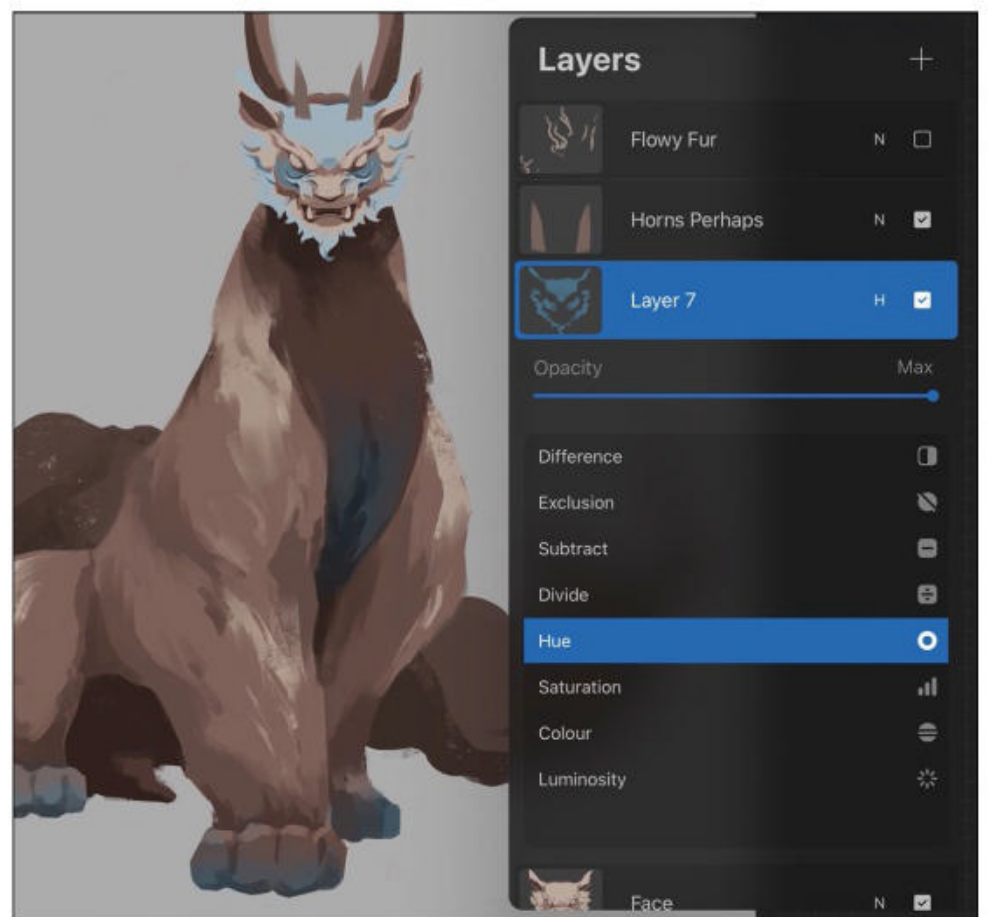 Layers
Flowy Fur N
Horns Perhaps N
Layer 7 H
Opacity Max
Difference
Exclusion
Subtract
Divide
Hue
Saturation
Colour
Luminosity
Face N